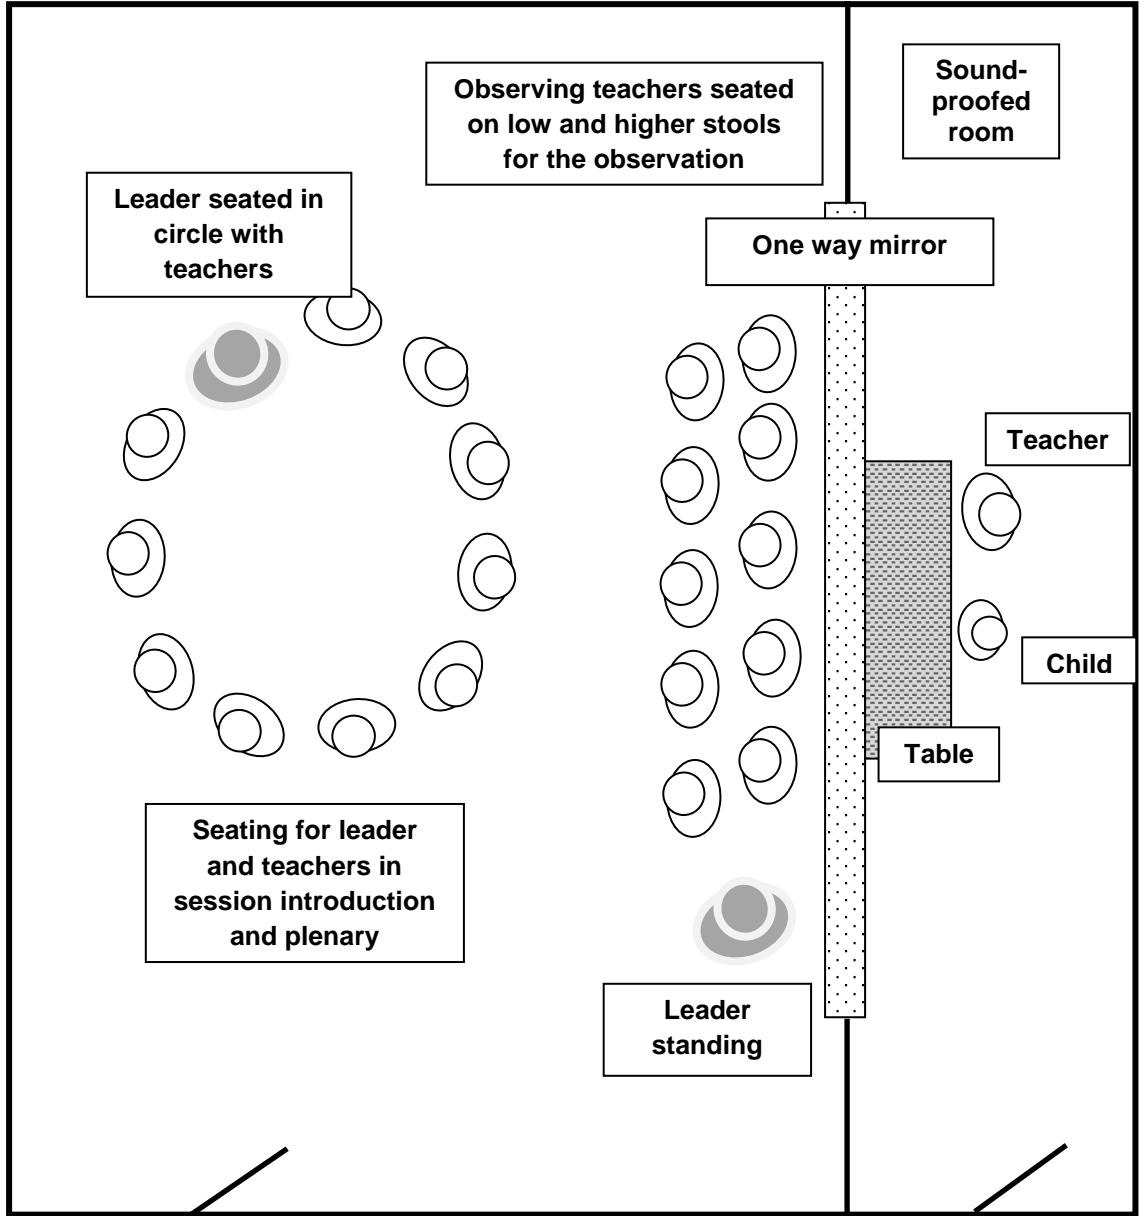 Observing teachers seated
on low and higher stools
for the observation
Sound-
proofed
room
Leader seated in
circle with
teachers
One way mirror
Teacher
Child
Table
Seating for leader
and teachers in
session introduction
and plenary
Leader
standing